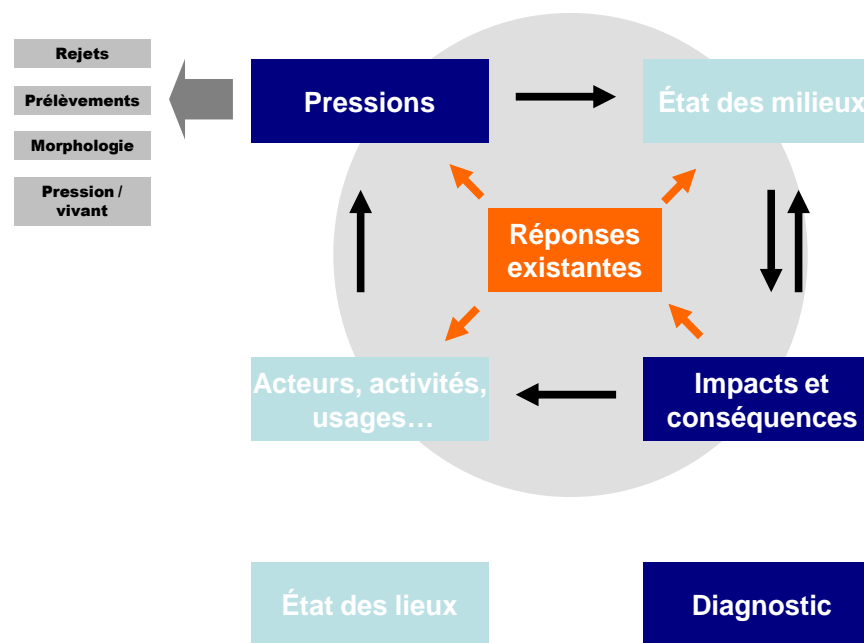 Rejets
Prélèvements
Morphologie
Pression /
vivant
Pressions
État des milieux
Réponses
existantes
Acteurs, activités,
usages…
Impacts et
conséquences
État des lieux
Diagnostic